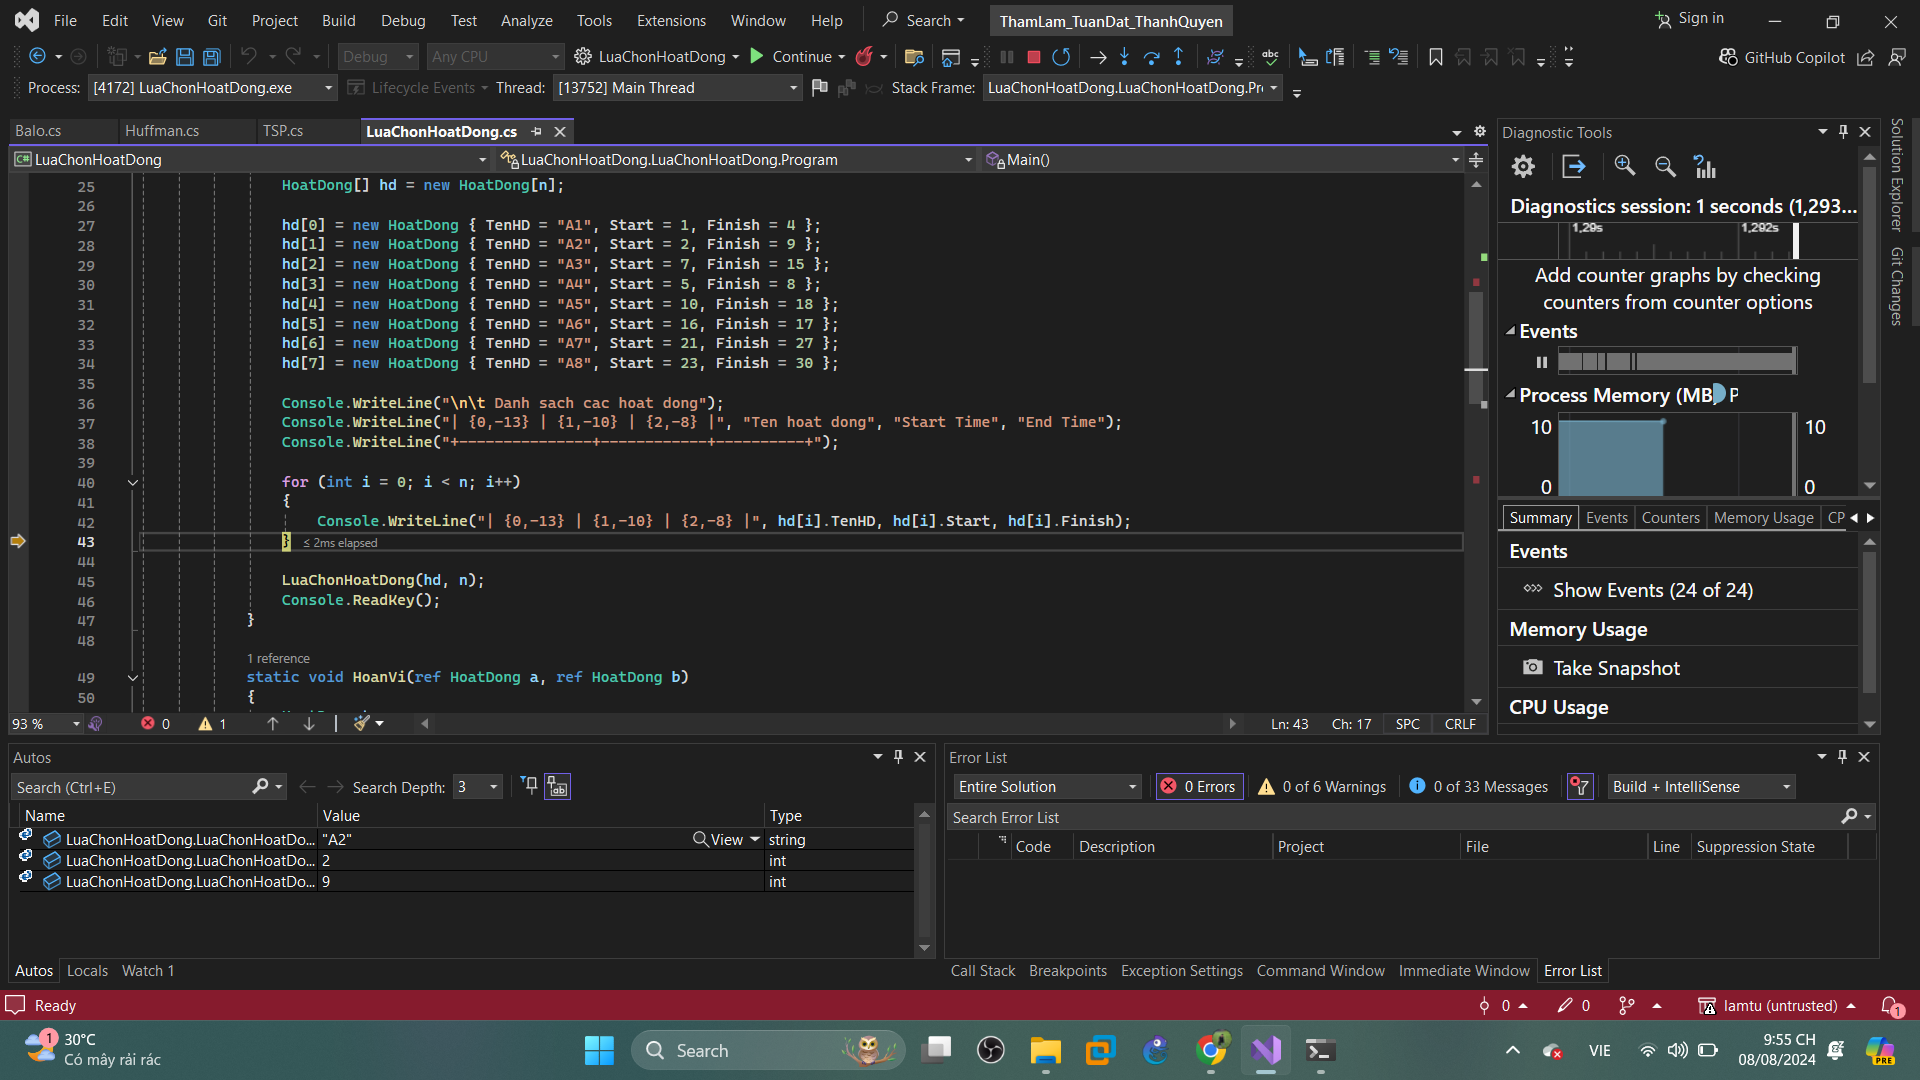 File Edit View Git Project Build Debug Test Analyze Tools Extensions Window Help Search ThamLam_TuanDat_ThanhQuyen Sign in
Debug Any CPU LuaChonHoatDong Continue GitHub Copilot
Process: [4172] LuaChonHoatDong.exe Lifecycle Events Thread: [13752] Main Thread Stack Frame: LuaChonHoatDong.LuaChonHoatDong.Pr
Balo.cs Huffman.cs TSP.cs LuaChonHoatDong.cs
LuaChonHoatDong LuaChonHoatDong.LuaChonHoatDong.Program Main()
25 HoatDong[] hd = new HoatDong[n];
26
27 hd[0] = new HoatDong { TenHD = "A1", Start = 1, Finish = 4 };
28 hd[1] = new HoatDong { TenHD = "A2", Start = 2, Finish = 9 };
29 hd[2] = new HoatDong { TenHD = "A3", Start = 7, Finish = 15 };
30 hd[3] = new HoatDong { TenHD = "A4", Start = 5, Finish = 8 };
31 hd[4] = new HoatDong { TenHD = "A5", Start = 10, Finish = 18 };
32 hd[5] = new HoatDong { TenHD = "A6", Start = 16, Finish = 17 };
33 hd[6] = new HoatDong { TenHD = "A7", Start = 21, Finish = 27 };
34 hd[7] = new HoatDong { TenHD = "A8", Start = 23, Finish = 30 };
35
36 Console.WriteLine("\n\t Danh sach cac hoat dong");
37 Console.WriteLine("| {0,-13} | {1,-10} | {2,-8} |", "Ten hoat dong", "Start Time", "End Time");
38 Console.WriteLine("+---------------+------------+----------+");
39
40 for (int i = 0; i < n; i++)
41 {
42 Console.WriteLine("| {0,-13} | {1,-10} | {2,-8} |", hd[i].TenHD, hd[i].Start, hd[i].Finish);
43 } ≤ 2ms elapsed
44
45 LuaChonHoatDong(hd, n);
46 Console.ReadKey();
47 }
48
1 reference
49 static void HoanVi(ref HoatDong a, ref HoatDong b)
50 {
93 % 0 1 Ln: 43 Ch: 17 SPC CRLF
Diagnostic Tools
Diagnostics session: 1 seconds (1,293...
1,29s 1,292s
Add counter graphs by checking
counters from counter options
Events
Process Memory (MB) P
10 10
0 0
Summary Events Counters Memory Usage CP
Events
Show Events (24 of 24)
Memory Usage
Take Snapshot
CPU Usage
Solution Explorer
Git Changes
Autos
Search (Ctrl+E) Search Depth: 3
Name Value Type
LuaChonHoatDong.LuaChonHoatDo... "A2" View string
LuaChonHoatDong.LuaChonHoatDo... 2 int
LuaChonHoatDong.LuaChonHoatDo... 9 int
Autos Locals Watch 1
Error List
Entire Solution 0 Errors 0 of 6 Warnings 0 of 33 Messages Build + IntelliSense
Search Error List
Code Description Project File Line Suppression State
Call Stack Breakpoints Exception Settings Command Window Immediate Window Error List
Ready 0 0 lamtu (untrusted) 1
1 30°C
Có mây rải rác
Search
VIE
9:55 CH
08/08/2024
PRE